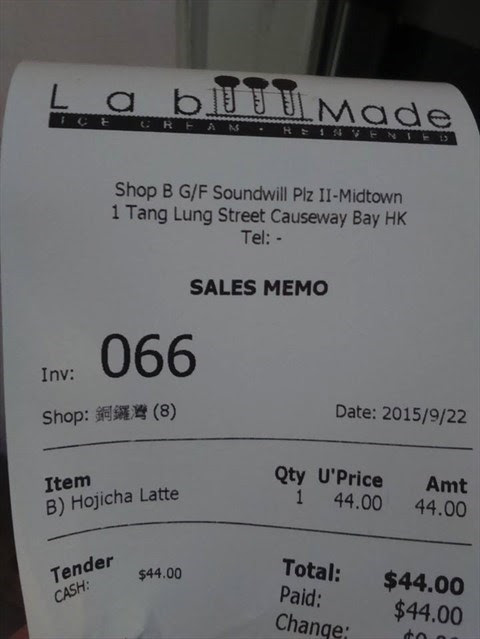 Lab Made
ICE CREAM · REINVENTED
Shop B G/F Soundwill Plz II-Midtown
1 Tang Lung Street Causeway Bay HK
Tel: -
SALES MEMO
Inv: 066
Shop: 銅鑼灣 (8) Date: 2015/9/22
Item Qty U'Price Amt
B) Hojicha Latte 1 44.00 44.00
Tender Total: $44.00
CASH: $44.00 Paid: $44.00
Change: